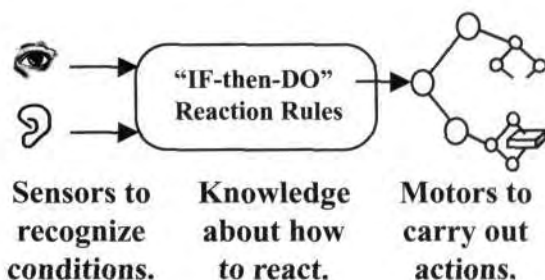 “IF-then-DO”
Reaction Rules
Sensors to
recognize
conditions.
Knowledge
about how
to react.
Motors to
carry out
actions.